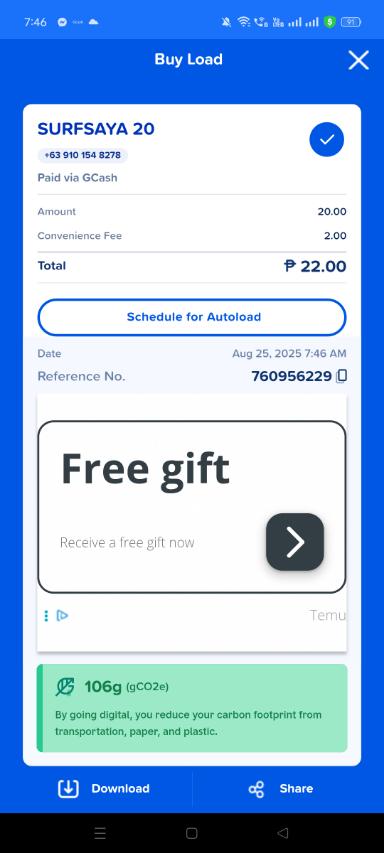 7:46
91
Buy Load
SURFSAYA 20
+63 910 154 8278
Paid via GCash
Amount 20.00
Convenience Fee 2.00
Total ₱ 22.00
Schedule for Autoload
Date Aug 25, 2025 7:46 AM
Reference No. 760956229
Free gift
Receive a free gift now
Temu
106g (gCO2e)
By going digital, you reduce your carbon footprint from
transportation, paper, and plastic.
Download Share